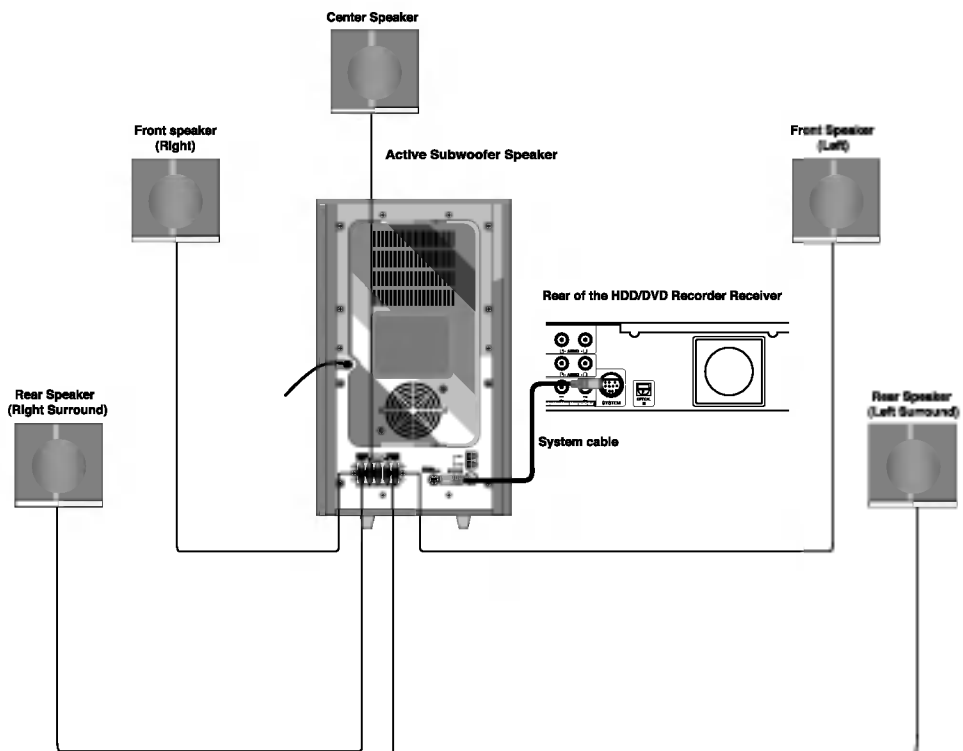 Center Speaker
Front speaker
(Right)
Front Speaker
(Left)
Active Subwoofer Speaker
Rear of the HDD/DVD Recorder Receiver
SYSTEM
Rear Speaker
(Right Surround)
Rear Speaker
(Left Surround)
System cable